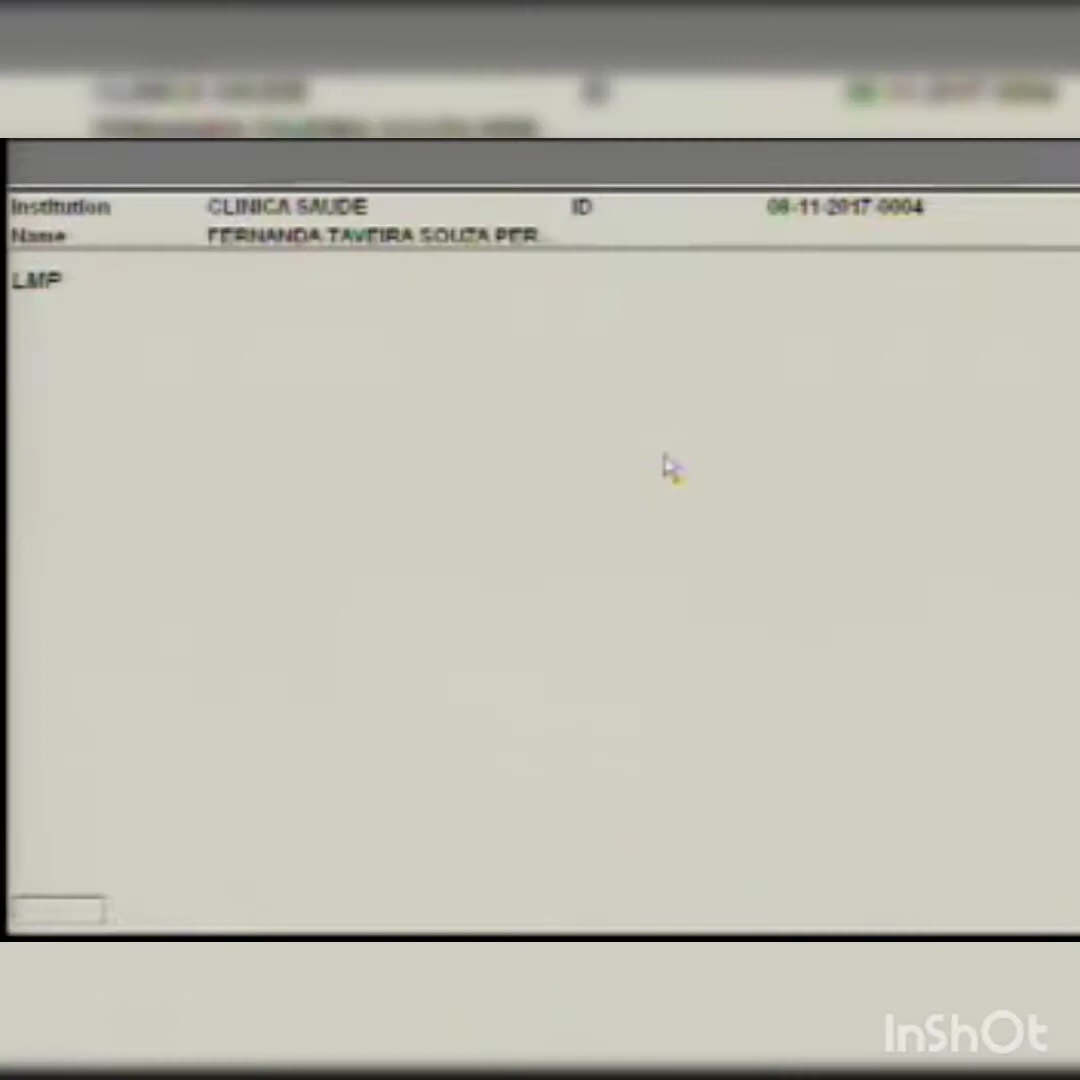 Institution CLINICA SAUDE ID 08-11-2017-0004
Name FERNANDA TAVEIRA SOUZA PER...
LMP
InShOt